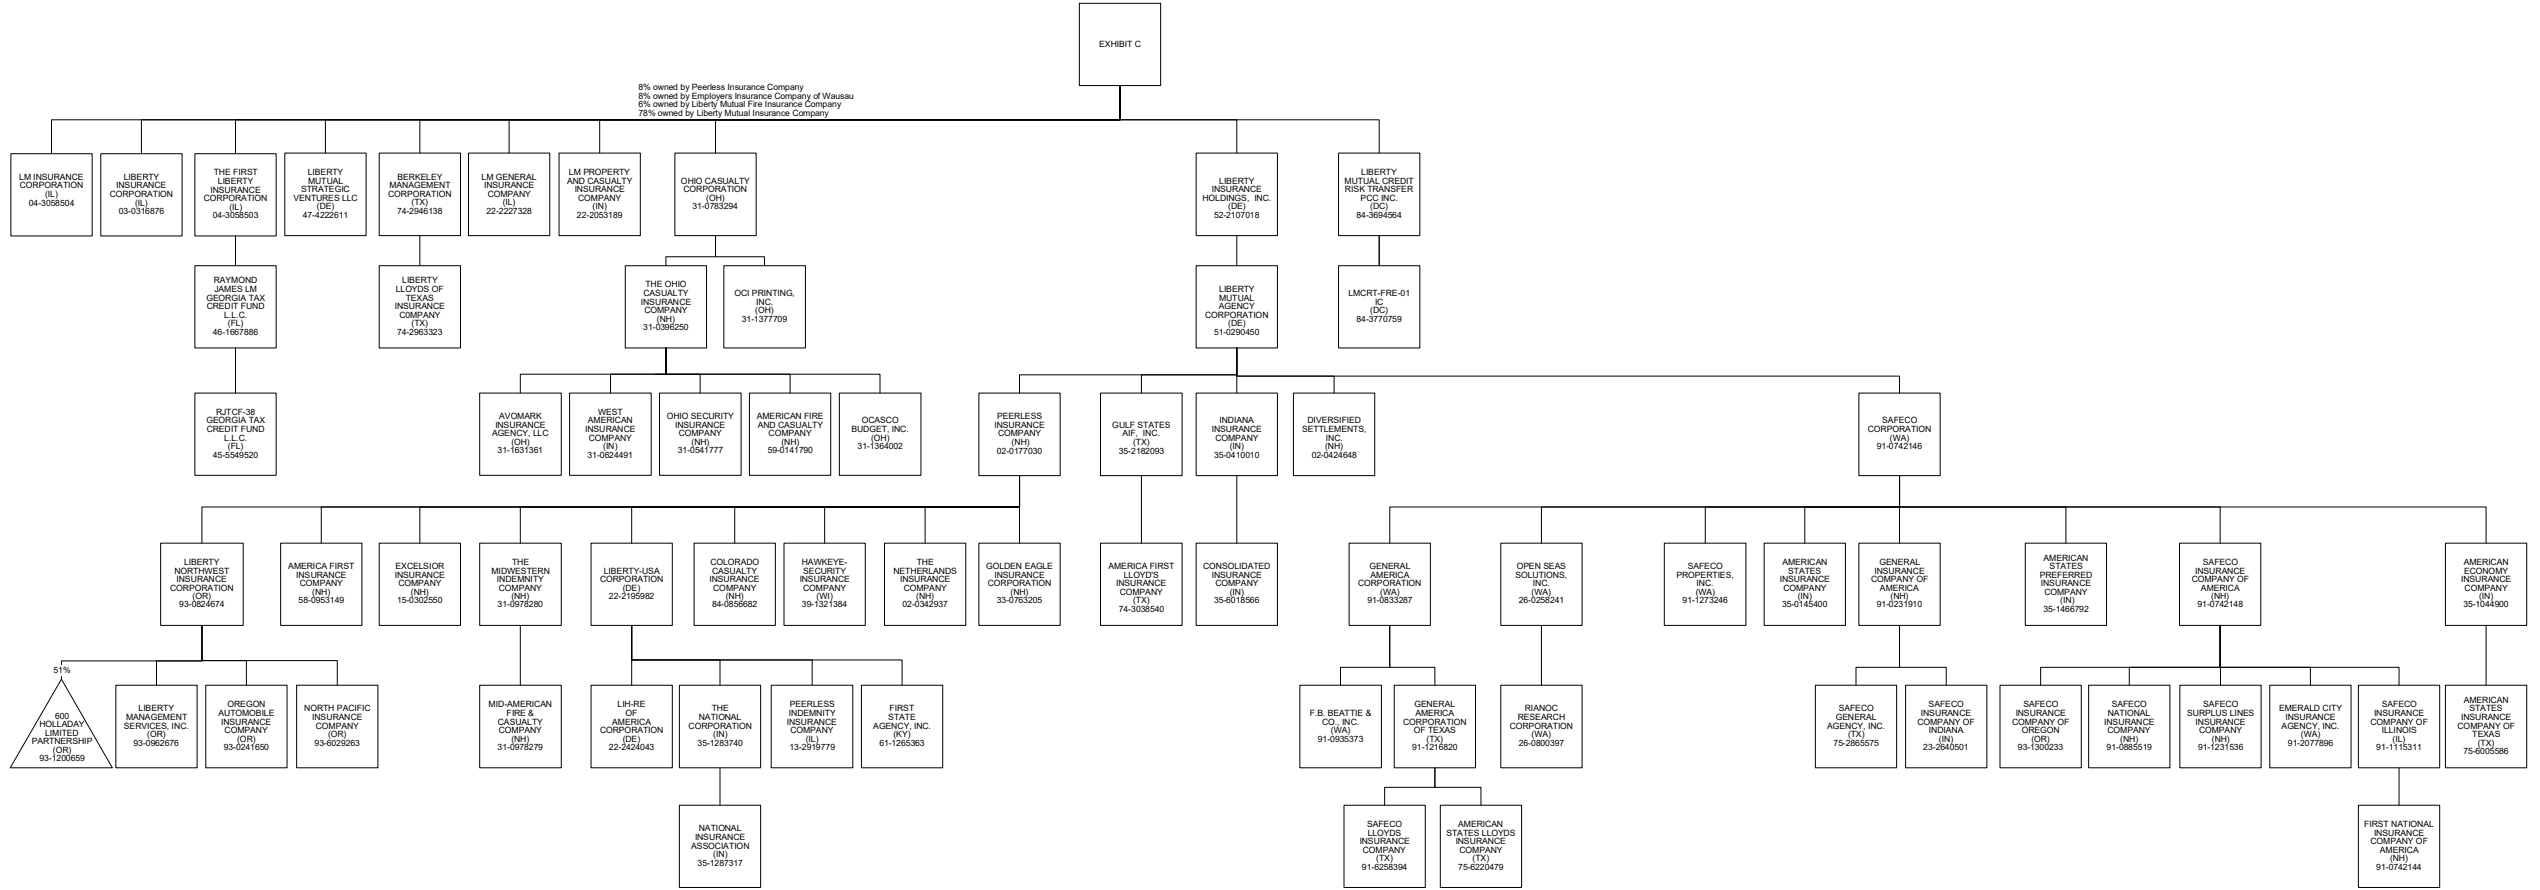 EXHIBIT C
8% owned by Peerless Insurance Company
8% owned by Employers Insurance Company of Wausau
6% owned by Liberty Mutual Fire Insurance Company
78% owned by Liberty Mutual Insurance Company
LM INSURANCE
CORPORATION
(IL)
04-3058504
LIBERTY
INSURANCE
CORPORATION
(IL)
03-0316876
THE FIRST
LIBERTY
INSURANCE
CORPORATION
(IL)
04-3058503
LIBERTY
MUTUAL
STRATEGIC
VENTURES LLC
(DE)
47-4222611
BERKELEY
MANAGEMENT
CORPORATION
(TX)
74-2946138
LM GENERAL
INSURANCE
COMPANY
(IL)
22-2227328
LM PROPERTY
AND CASUALTY
INSURANCE
COMPANY
(IN)
22-2053189
OHIO CASUALTY
CORPORATION
(OH)
31-0783294
LIBERTY
INSURANCE
HOLDINGS, INC.
(DE)
52-2107018
LIBERTY
MUTUAL CREDIT
RISK TRANSFER
PCC INC.
(DC)
84-3694564
RAYMOND
JAMES LM
GEORGIA TAX
CREDIT FUND
L.L.C.
(FL)
46-1667886
LIBERTY
LLOYDS OF
TEXAS
INSURANCE
C0MPANY
(TX)
74-2963323
THE OHIO
CASUALTY
INSURANCE
COMPANY
(NH)
31-0396250
OCI PRINTING,
INC.
(OH)
31-1377709
LIBERTY
MUTUAL
AGENCY
CORPORATION
(DE)
51-0290450
LMCRT-FRE-01
IC
(DC)
84-3770759
RJTCF-38
GEORGIA TAX
CREDIT FUND
L.L.C.
(FL)
45-5549520
AVOMARK
INSURANCE
AGENCY, LLC
(OH)
31-1631361
WEST
AMERICAN
INSURANCE
COMPANY
(IN)
31-0624491
OHIO SECURITY
INSURANCE
COMPANY
(NH)
31-0541777
AMERICAN FIRE
AND CASUALTY
COMPANY
(NH)
59-0141790
OCASCO
BUDGET, INC.
(OH)
31-1364002
PEERLESS
INSURANCE
COMPANY
(NH)
02-0177030
GULF STATES
AIF, INC.
(TX)
35-2182093
INDIANA
INSURANCE
COMPANY
(IN)
35-0410010
DIVERSIFIED
SETTLEMENTS,
INC.
(NH)
02-0424648
SAFECO
CORPORATION
(WA)
91-0742146
LIBERTY
NORTHWEST
INSURANCE
CORPORATION
(OR)
93-0824674
AMERICA FIRST
INSURANCE
COMPANY
(NH)
58-0953149
EXCELSIOR
INSURANCE
COMPANY
(NH)
15-0302550
THE
MIDWESTERN
INDEMNITY
COMPANY
(NH)
31-0978280
LIBERTY-USA
CORPORATION
(DE)
22-2195982
COLORADO
CASUALTY
INSURANCE
COMPANY
(NH)
84-0856682
HAWKEYE-
SECURITY
INSURANCE
COMPANY
(WI)
39-1321384
THE
NETHERLANDS
INSURANCE
COMPANY
(NH)
02-0342937
GOLDEN EAGLE
INSURANCE
CORPORATION
(NH)
33-0763205
AMERICA FIRST
LLOYD'S
INSURANCE
COMPANY
(TX)
74-3038540
CONSOLIDATED
INSURANCE
COMPANY
(IN)
35-6018566
GENERAL
AMERICA
CORPORATION
(WA)
91-0833287
OPEN SEAS
SOLUTIONS,
INC.
(WA)
26-0258241
SAFECO
PROPERTIES,
INC.
(WA)
91-1273246
AMERICAN
STATES
INSURANCE
COMPANY
(IN)
35-0145400
GENERAL
INSURANCE
COMPANY OF
AMERICA
(NH)
91-0231910
AMERICAN
STATES
PREFERRED
INSURANCE
COMPANY
(IN)
35-1466792
SAFECO
INSURANCE
COMPANY OF
AMERICA
(NH)
91-0742148
AMERICAN
ECONOMY
INSURANCE
COMPANY
(IN)
35-1044900
51%
600
HOLLADAY
LIMITED
PARTNERSHIP
(OR)
93-1200659
LIBERTY
MANAGEMENT
SERVICES, INC.
(OR)
93-0962676
OREGON
AUTOMOBILE
INSURANCE
COMPANY
(OR)
93-0241650
NORTH PACIFIC
INSURANCE
COMPANY
(OR)
93-6029263
MID-AMERICAN
FIRE &
CASUALTY
COMPANY
(NH)
31-0978279
LIH-RE
OF
AMERICA
CORPORATION
(DE)
22-2424043
THE
NATIONAL
CORPORATION
(IN)
35-1283740
PEERLESS
INDEMNITY
INSURANCE
COMPANY
(IL)
13-2919779
FIRST
STATE
AGENCY, INC.
(KY)
61-1265363
F.B. BEATTIE &
CO., INC.
(WA)
91-0935373
GENERAL
AMERICA
CORPORATION
OF TEXAS
(TX)
91-1216820
RIANOC
RESEARCH
CORPORATION
(WA)
26-0800397
SAFECO
GENERAL
AGENCY, INC.
(TX)
75-2865575
SAFECO
INSURANCE
COMPANY OF
INDIANA
(IN)
23-2640501
SAFECO
INSURANCE
COMPANY OF
OREGON
(OR)
93-1300233
SAFECO
NATIONAL
INSURANCE
COMPANY
(NH)
91-0885519
SAFECO
SURPLUS LINES
INSURANCE
COMPANY
(NH)
91-1231536
EMERALD CITY
INSURANCE
AGENCY, INC.
(WA)
91-2077896
SAFECO
INSURANCE
COMPANY OF
ILLINOIS
(IL)
91-1115311
AMERICAN
STATES
INSURANCE
COMPANY OF
TEXAS
(TX)
75-6005586
NATIONAL
INSURANCE
ASSOCIATION
(IN)
35-1287317
SAFECO
LLOYDS
INSURANCE
COMPANY
(TX)
91-6258394
AMERICAN
STATES LLOYDS
INSURANCE
COMPANY
(TX)
75-6220479
FIRST NATIONAL
INSURANCE
COMPANY OF
AMERICA
(NH)
91-0742144